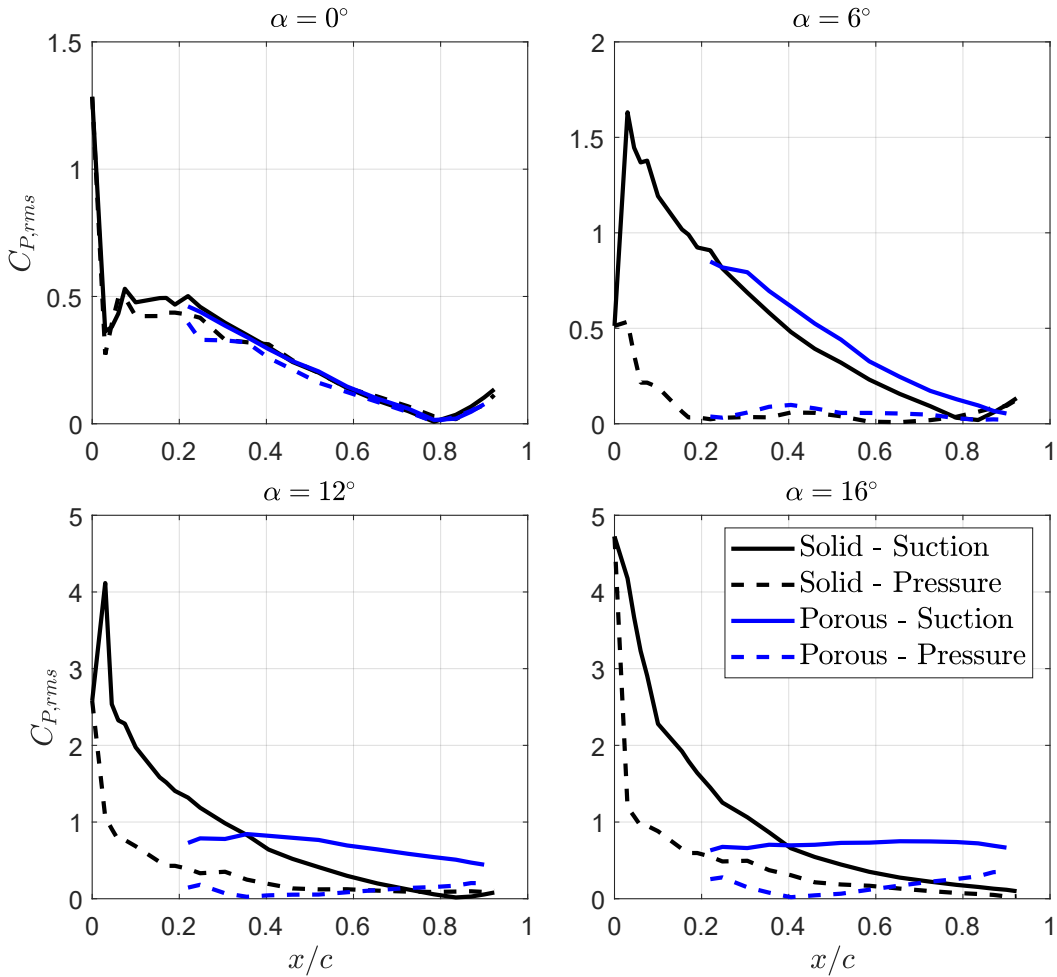 α = 0°
α = 6°
1.5
1
0.5
0
C_{P,rms}
0 0.2 0.4 0.6 0.8 1
2
1.5
1
0.5
0
0 0.2 0.4 0.6 0.8 1
α = 12°
α = 16°
5
4
3
2
1
0
C_{P,rms}
0 0.2 0.4 0.6 0.8 1
x/c
5
4
3
2
1
0
0 0.2 0.4 0.6 0.8 1
x/c
Solid - Suction
Solid - Pressure
Porous - Suction
Porous - Pressure